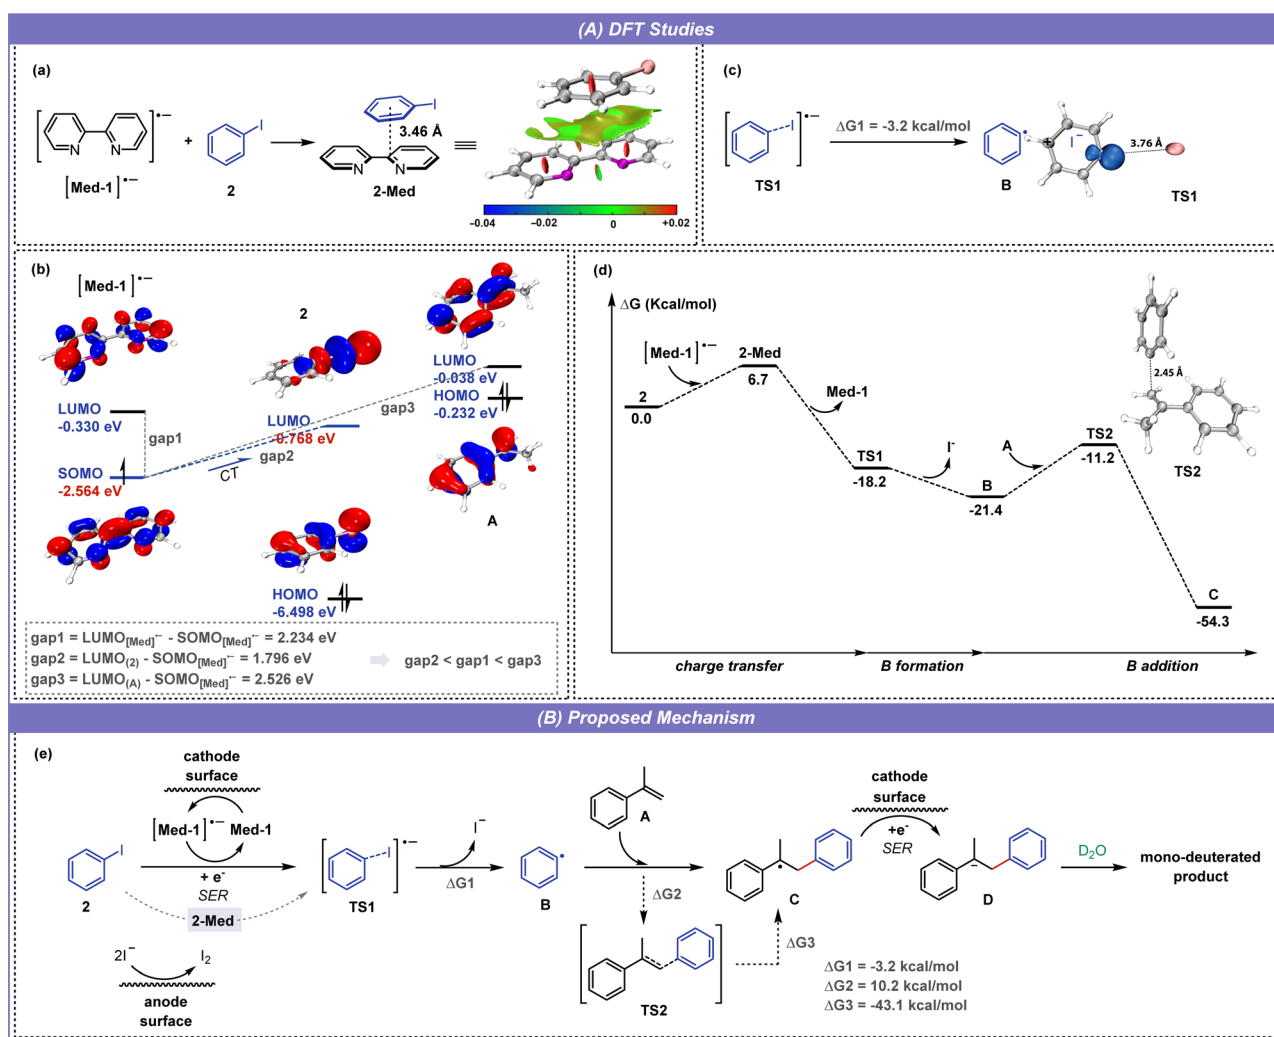 (A) DFT Studies
(a)
[Med-1]•−
+
2
I
3.46 Å
2-Med
N N
−0.04 −0.02 0 +0.02
(c)
TS1
ΔG1 = -3.2 kcal/mol
B
I−
3.76 Å
TS1
(b)
[Med-1]•−
LUMO
-0.330 eV
gap1
SOMO
-2.564 eV
CT
gap2
gap3
2
LUMO
-0.768 eV
HOMO
-6.498 eV
LUMO
-0.038 eV
HOMO
-0.232 eV
A
gap1 = LUMO[Med]•− - SOMO[Med]•− = 2.234 eV
gap2 = LUMO(2) - SOMO[Med]•− = 1.796 eV
gap3 = LUMO(A) - SOMO[Med]•− = 2.526 eV
gap2 < gap1 < gap3
(d)
ΔG (Kcal/mol)
2
0.0
[Med-1]•−
2-Med
6.7
Med-1
TS1
-18.2
I-
B
-21.4
A
TS2
-11.2
C
-54.3
2.45 Å
TS2
charge transfer
B formation
B addition
(B) Proposed Mechanism
(e)
cathode
surface
[Med-1]•− Med-1
I
2
+ e-
SER
2-Med
2I− I2
anode
surface
I •−
TS1
I−
ΔG1
B
A
ΔG2
TS2
ΔG3
C
cathode
surface
+e-
SER
D
D2O
mono-deuterated
product
ΔG1 = -3.2 kcal/mol
ΔG2 = 10.2 kcal/mol
ΔG3 = -43.1 kcal/mol